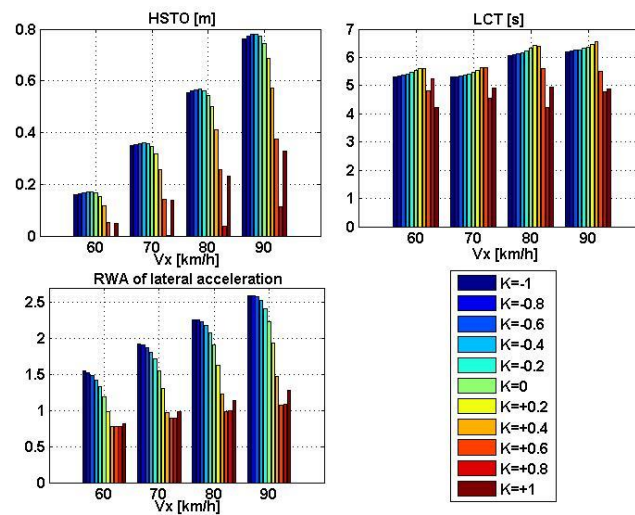 HSTO [m]
0.8
0.6
0.4
0.2
0
60 70 80 90
Vx [km/h]
LCT [s]
7
6
5
4
3
2
1
0
60 70 80 90
Vx [km/h]
RWA of lateral acceleration
2.5
2
1.5
1
0.5
0
60 70 80 90
Vx [km/h]
K=-1
K=-0.8
K=-0.6
K=-0.4
K=-0.2
K=0
K=+0.2
K=+0.4
K=+0.6
K=+0.8
K=+1